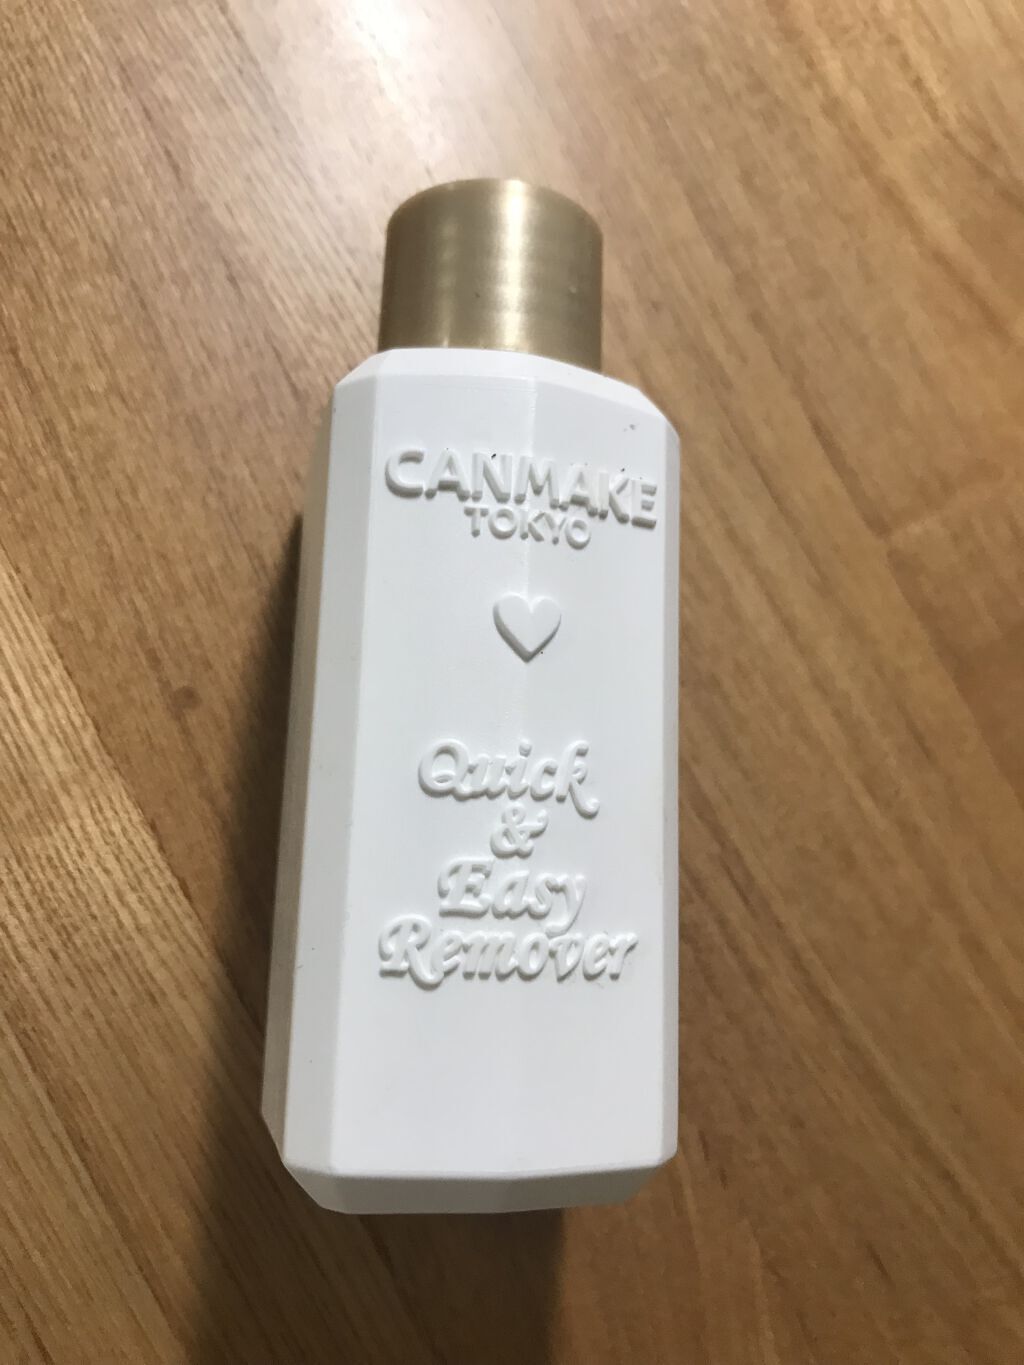 CANMAKE
TOKYO
Quick
&
Easy
Remover